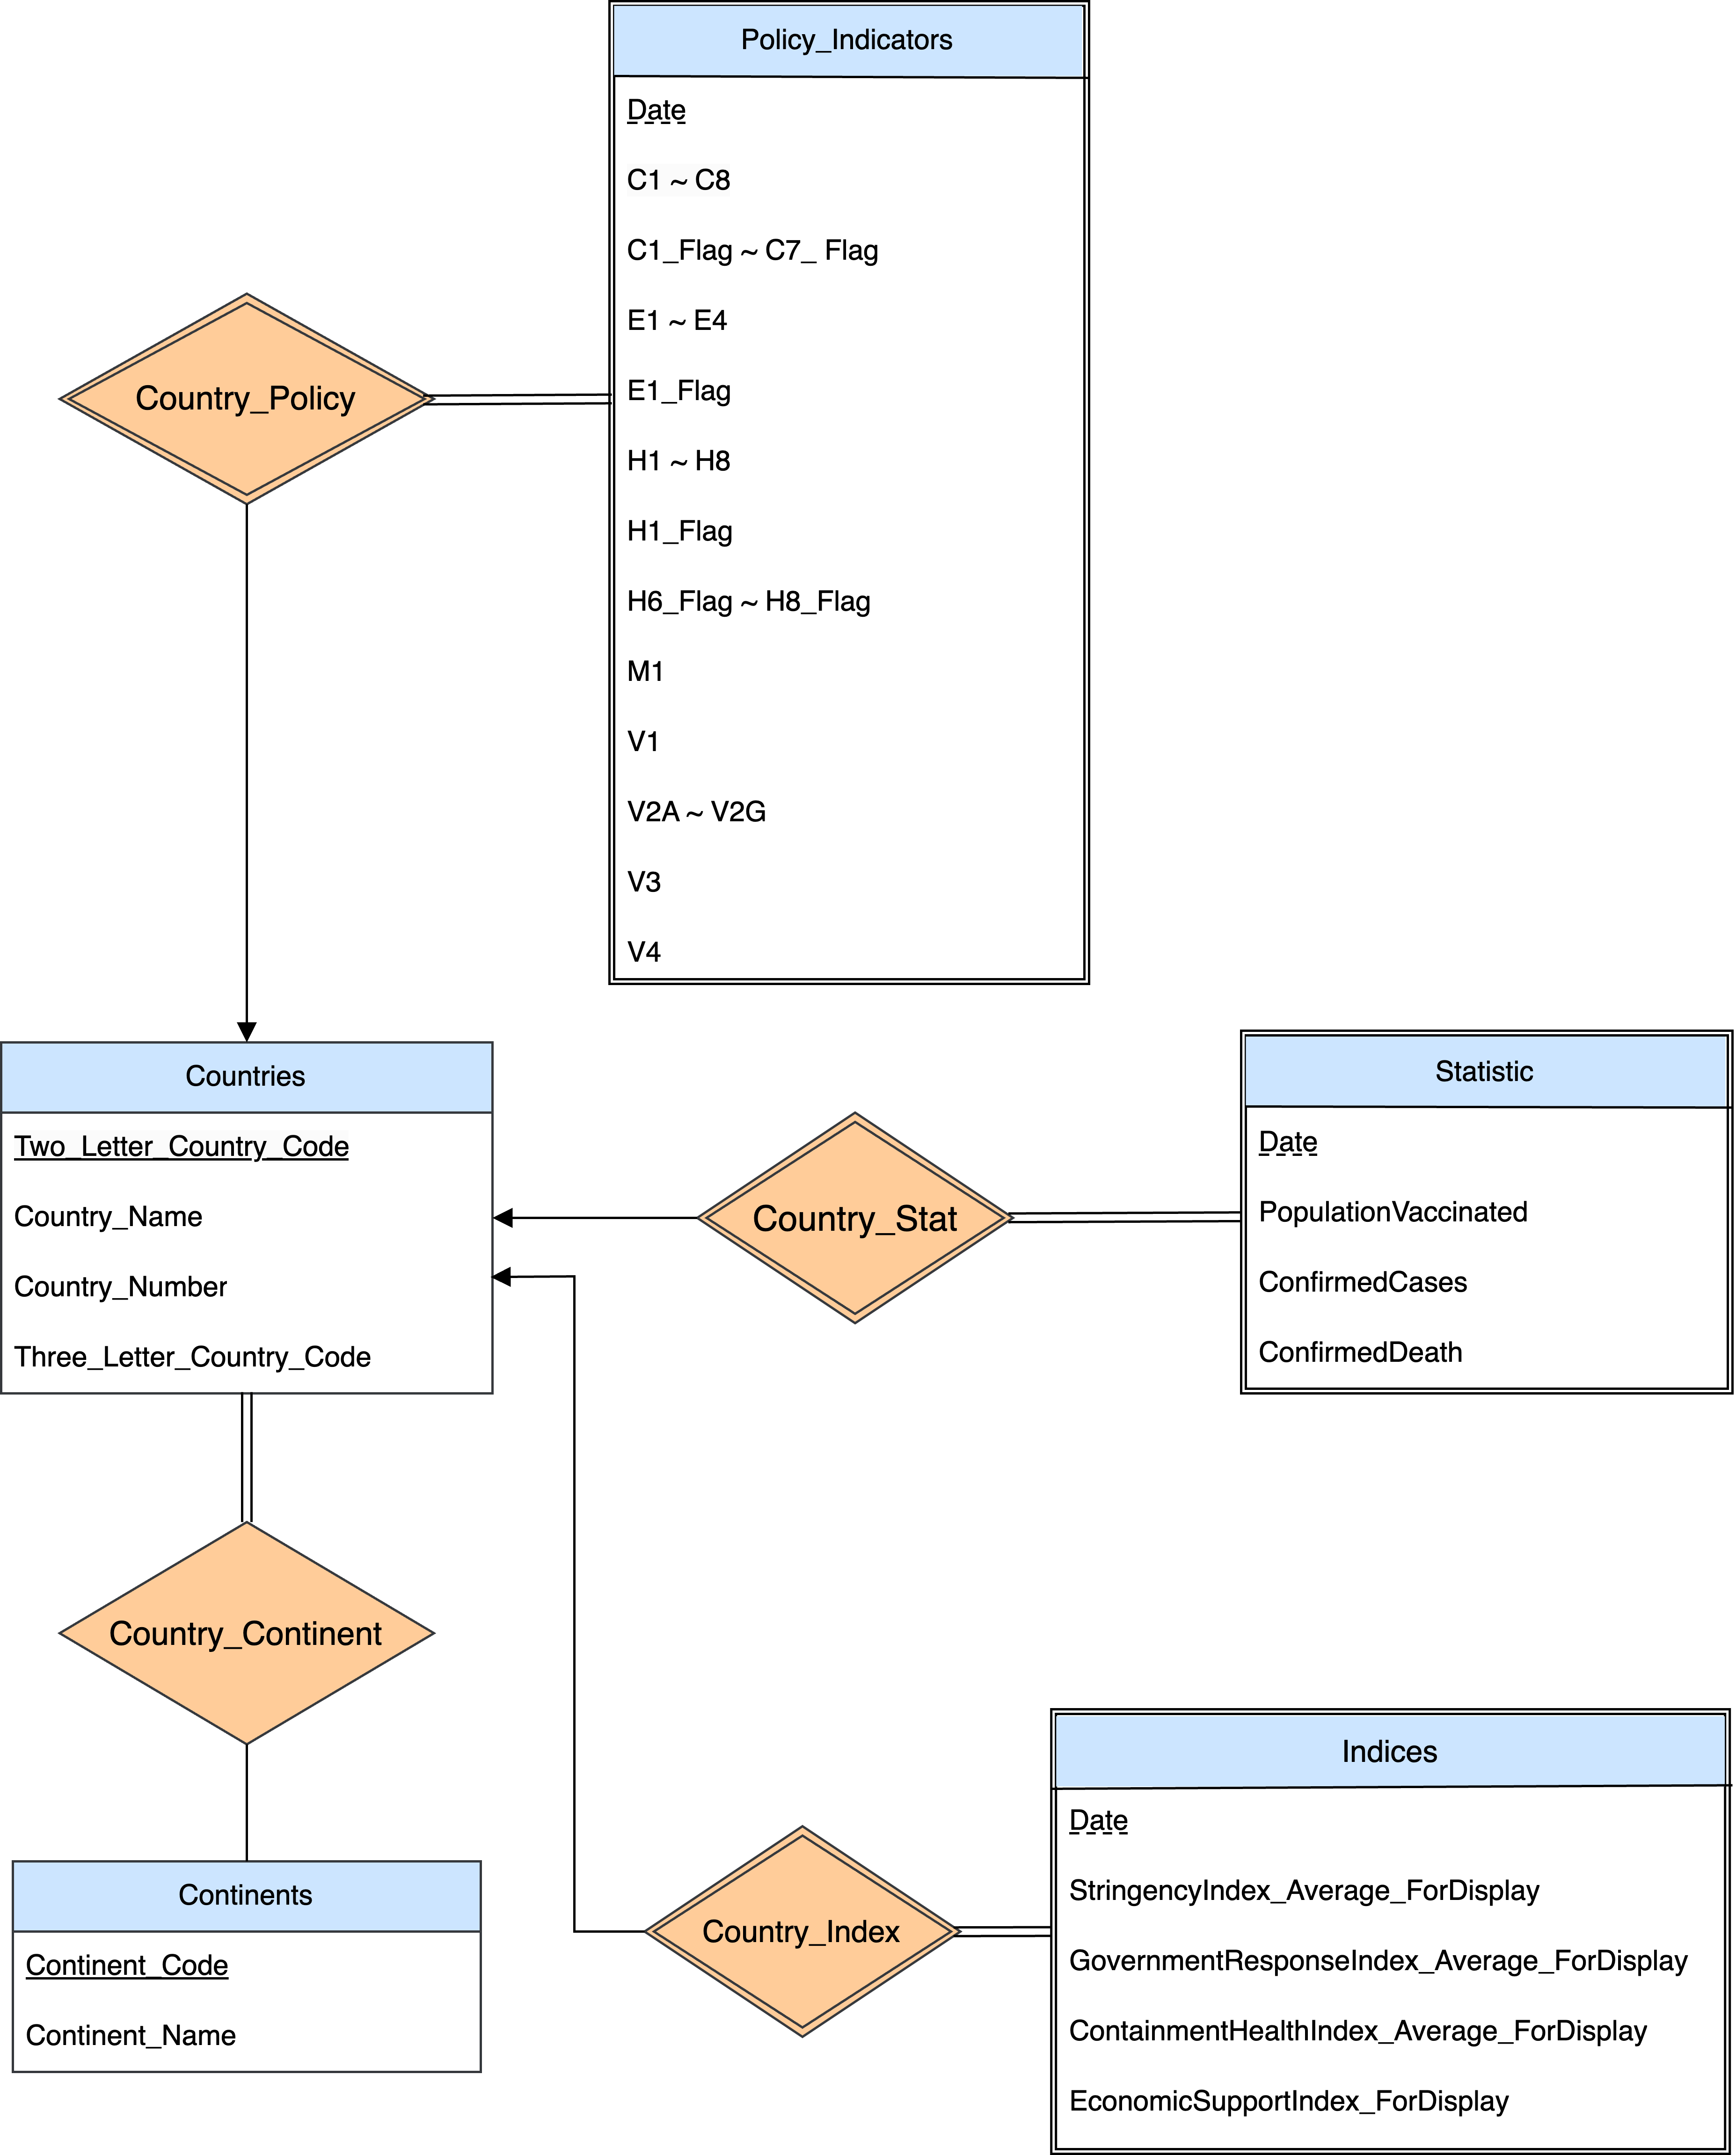 Policy_Indicators
Date
C1 ~ C8
C1_Flag ~ C7_ Flag
E1 ~ E4
E1_Flag
H1 ~ H8
H1_Flag
H6_Flag ~ H8_Flag
M1
V1
V2A ~ V2G
V3
V4
Country_Policy
Countries
Two_Letter_Country_Code
Country_Name
Country_Number
Three_Letter_Country_Code
Country_Stat
Statistic
Date
PopulationVaccinated
ConfirmedCases
ConfirmedDeath
Country_Continent
Continents
Continent_Code
Continent_Name
Country_Index
Indices
Date
StringencyIndex_Average_ForDisplay
GovernmentResponseIndex_Average_ForDisplay
ContainmentHealthIndex_Average_ForDisplay
EconomicSupportIndex_ForDisplay